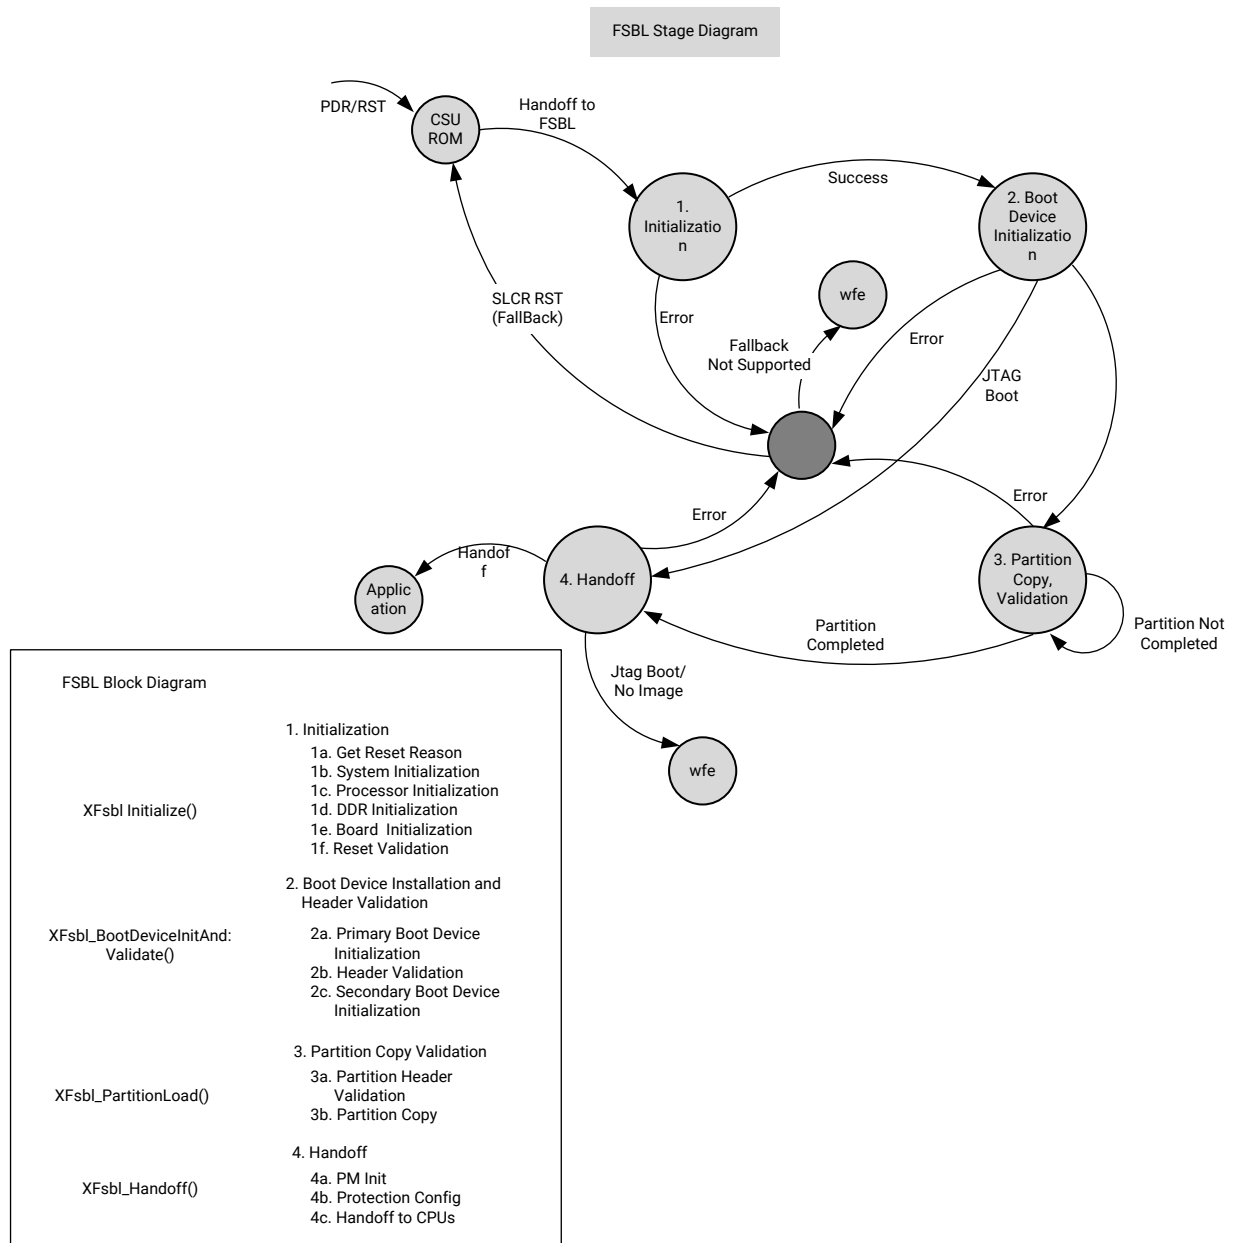 FSBL Stage Diagram
PDR/RST
CSU
ROM
Handoff to
FSBL
1.
Initializatio
n
Success
2. Boot
Device
Initializatio
n
SLCR RST
(FallBack)
Error
wfe
Fallback
Not Supported
Error
JTAG
Boot
Error
Error
Handof
f
Applic
ation
4. Handoff
3. Partition
Copy,
Validation
Partition
Completed
Partition Not
Completed
Jtag Boot/
No Image
wfe
FSBL Block Diagram
XFsbl Initialize()
1. Initialization
1a. Get Reset Reason
1b. System Initialization
1c. Processor Initialization
1d. DDR Initialization
1e. Board  Initialization
1f. Reset Validation
XFsbl_BootDeviceInitAnd:
Validate()
2. Boot Device Installation and
Header Validation
2a. Primary Boot Device
Initialization
2b. Header Validation
2c. Secondary Boot Device
Initialization
XFsbl_PartitionLoad()
3. Partition Copy Validation
3a. Partition Header
Validation
3b. Partition Copy
XFsbl_Handoff()
4. Handoff
4a. PM Init
4b. Protection Config
4c. Handoff to CPUs